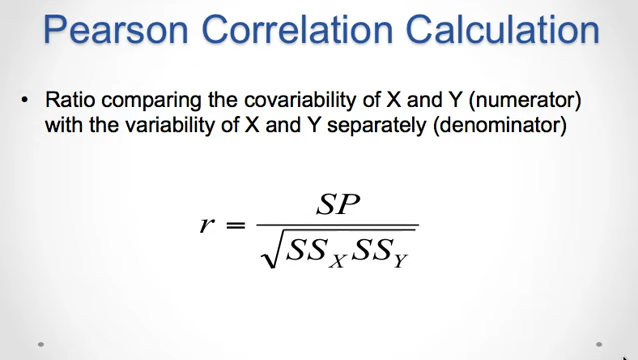 Pearson Correlation Calculation
• Ratio comparing the covariability of X and Y (numerator)
with the variability of X and Y separately (denominator)
r = SP / √(SS_X SS_Y)